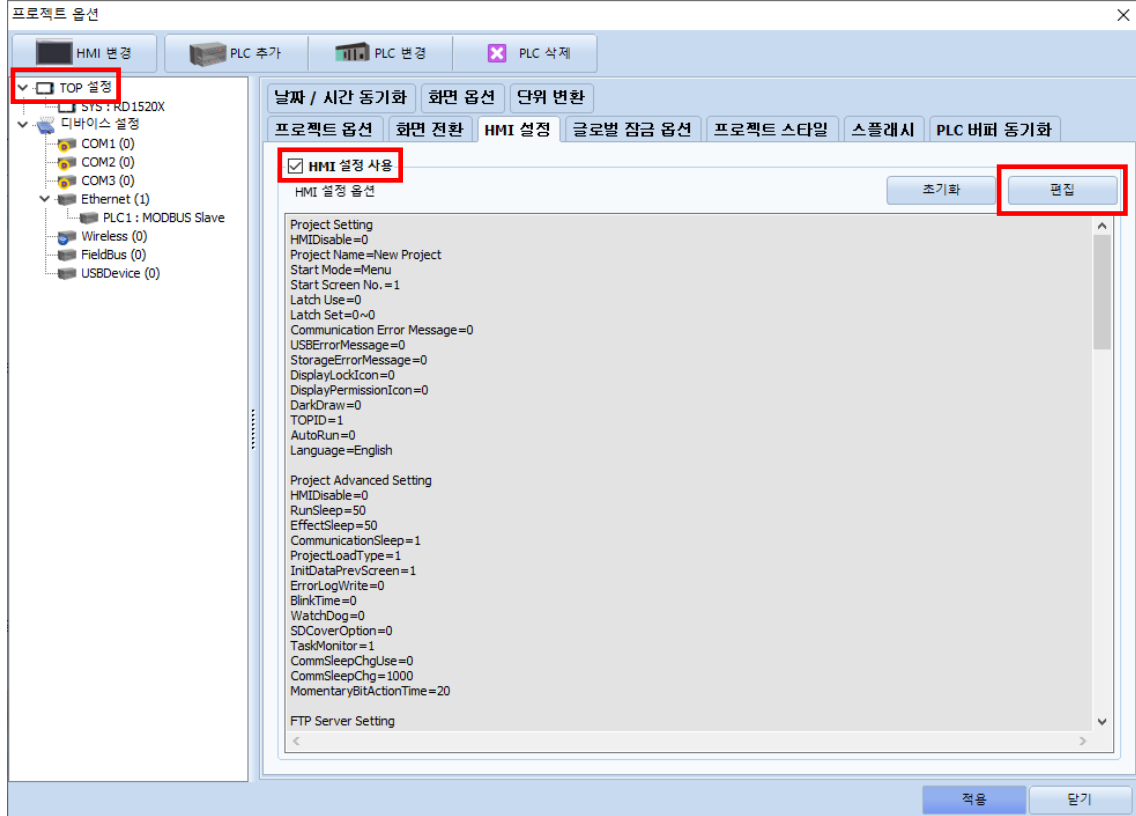 프로젝트 옵션
HMI 변경
PLC 추가
PLC 변경
PLC 삭제
TOP 설정
SYS : RD1520X
디바이스 설정
COM1 (0)
COM2 (0)
COM3 (0)
Ethernet (1)
PLC1 : MODBUS Slave
Wireless (0)
FieldBus (0)
USBDevice (0)
날짜 / 시간 동기화
화면 옵션
단위 변환
프로젝트 옵션
화면 전환
HMI 설정
글로벌 잠금 옵션
프로젝트 스타일
스플래시
PLC 버퍼 동기화
HMI 설정 사용
HMI 설정 옵션
초기화
편집
Project Setting
HMIDisable=0
Project Name=New Project
Start Mode=Menu
Start Screen No.=1
Latch Use=0
Latch Set=0~0
Communication Error Message=0
USBErrorMessage=0
StorageErrorMessage=0
DisplayLockIcon=0
DisplayPermissionIcon=0
DarkDraw=0
TOPID=1
AutoRun=0
Language=English
Project Advanced Setting
HMIDisable=0
RunSleep=50
EffectSleep=50
CommunicationSleep=1
ProjectLoadType=1
InitDataPrevScreen=1
ErrorLogWrite=0
BlinkTime=0
WatchDog=0
SDCoverOption=0
TaskMonitor=1
CommSleepChgUse=0
CommSleepChg=1000
MomentaryBitActionTime=20
FTP Server Setting
적용
닫기